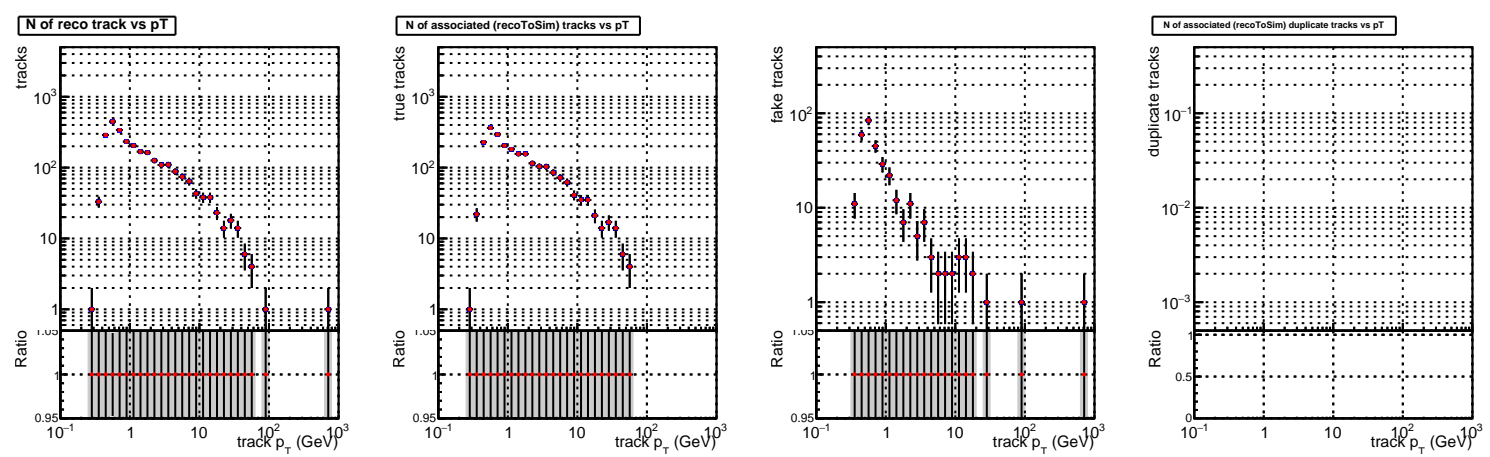 N of reco track vs pT
tracks
10³
10²
10
1
Ratio
1.05
1
0.95
10⁻¹ 1 10 10² 10³
track p_T (GeV)
N of associated (recoToSim) tracks vs pT
true tracks
10³
10²
10
1
Ratio
1.05
1
0.95
10⁻¹ 1 10 10² 10³
track p_T (GeV)
fake tracks
10²
10
1
Ratio
1.05
1
0.95
10⁻¹ 1 10 10² 10³
track p_T (GeV)
N of associated (recoToSim) duplicate tracks vs pT
duplicate tracks
10⁻¹
10⁻²
10⁻³
Ratio
1
0.5
0
10⁻¹ 1 10 10² 10³
track p_T (GeV)